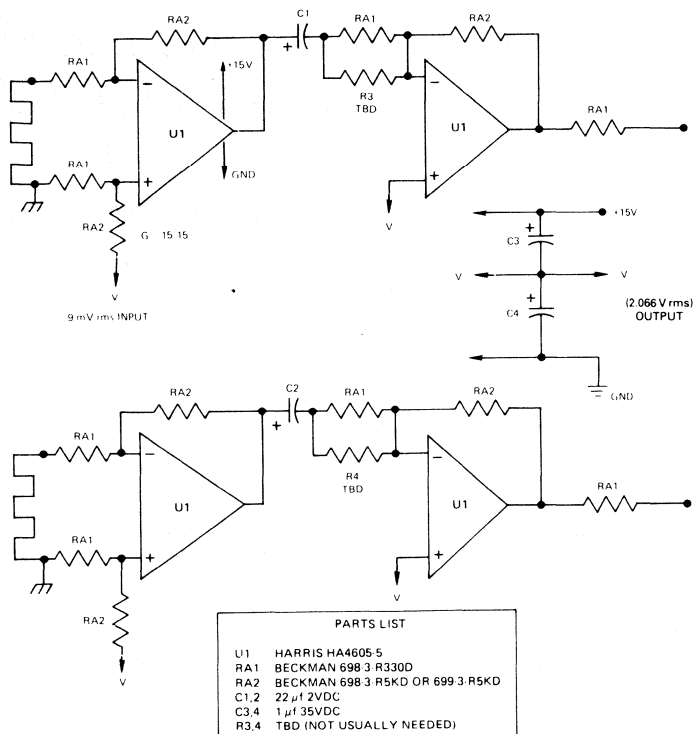 RA2
C1
+
RA1
RA2
RA1
−
+15V
R3
TBD
−
U1
U1
RA1
RA1
+
GND
+
RA2
G 15.15
V
V
+15V
+
C3
V
V
9 mV rms INPUT
+
C4
(2.066 V rms)
OUTPUT
GND
RA2
C2
+
RA1
RA2
RA1
−
R4
TBD
−
U1
U1
RA1
RA1
+
+
RA2
V
V
PARTS LIST
U1 HARRIS HA4605-5
RA1 BECKMAN 698-3-R330D
RA2 BECKMAN 698-3-R5KD OR 699-3-R5KD
C1,2 22 μf 2VDC
C3,4 1 μf 35VDC
R3,4 TBD (NOT USUALLY NEEDED)